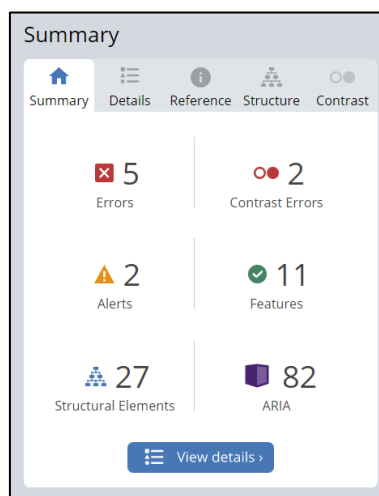 Summary
Summary Details Reference Structure Contrast
5 2
Errors Contrast Errors
2 11
Alerts Features
27 82
Structural Elements ARIA
View details ›